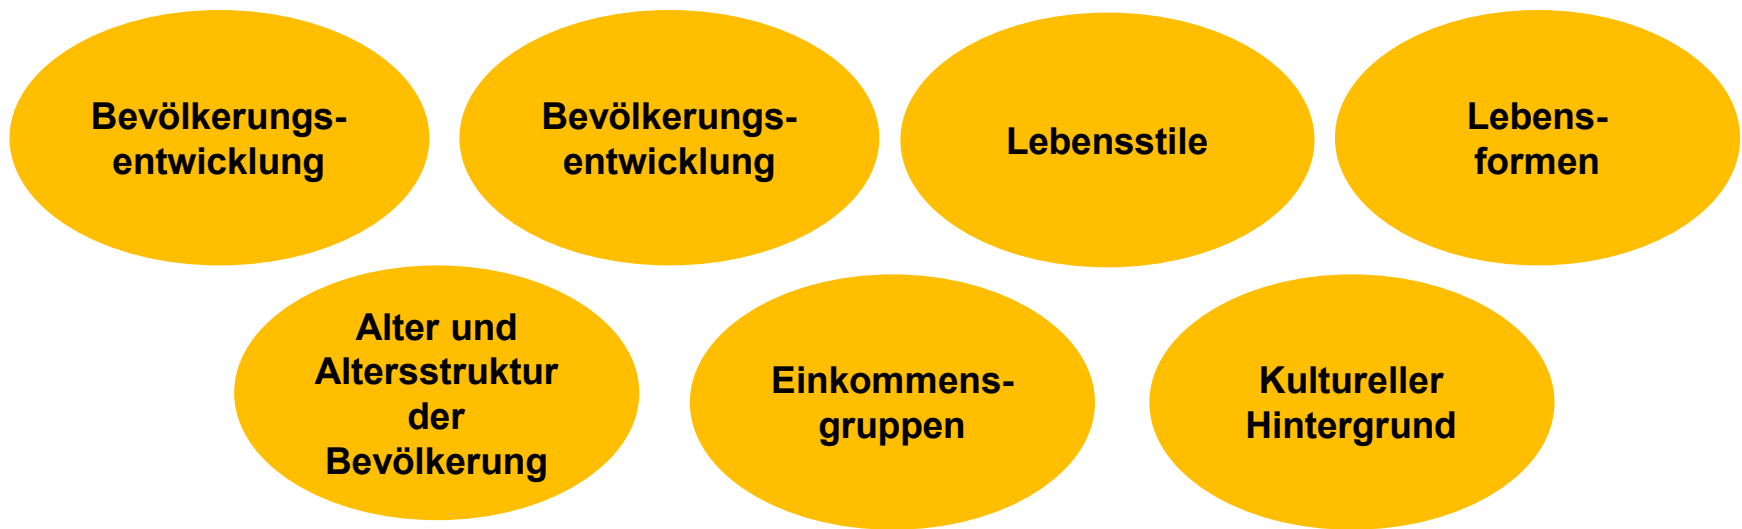 Bevölkerungs-
entwicklung
Bevölkerungs-
entwicklung
Lebensstile
Lebens-
formen
Alter und
Altersstruktur
der
Bevölkerung
Einkommens-
gruppen
Kultureller
Hintergrund